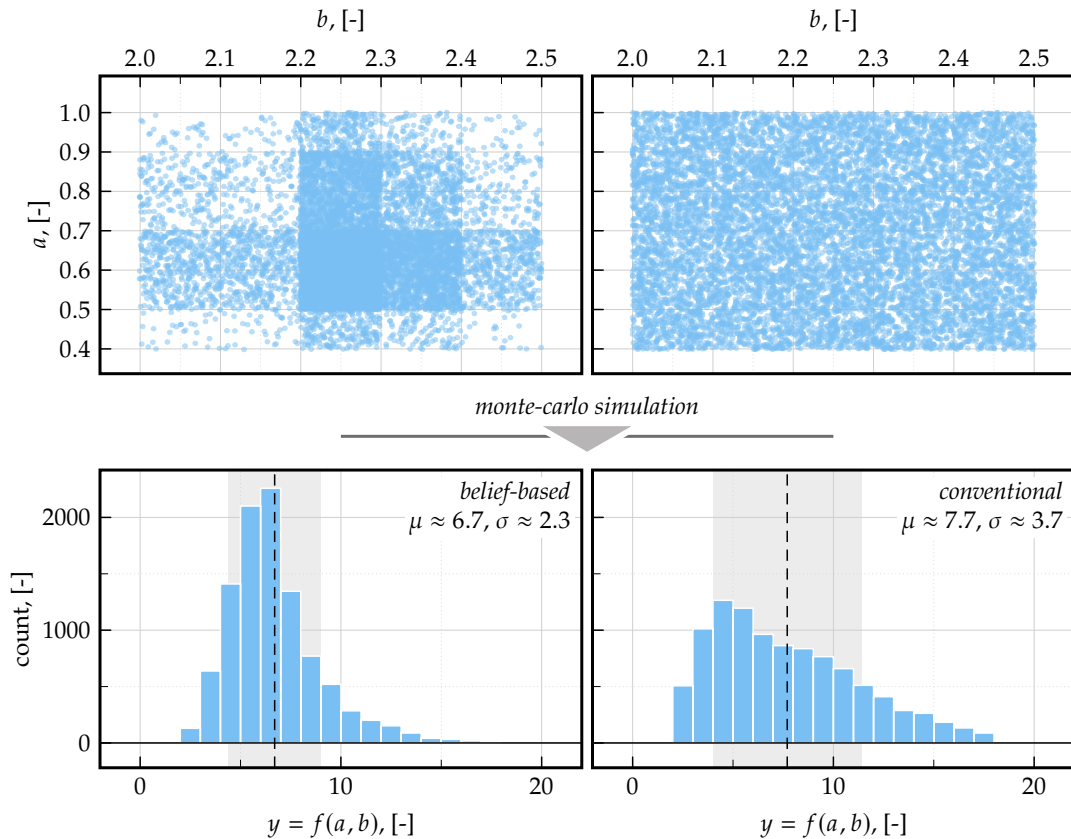 b, [-]
b, [-]
2.0 2.1 2.2 2.3 2.4 2.5
2.0 2.1 2.2 2.3 2.4 2.5
a, [-]
1.0
0.9
0.8
0.7
0.6
0.5
0.4
monte-carlo simulation
belief-based
μ ≈ 6.7, σ ≈ 2.3
conventional
μ ≈ 7.7, σ ≈ 3.7
count, [-]
2000
1000
0
0 10 20
0 10 20
y = f(a, b), [-]
y = f(a, b), [-]